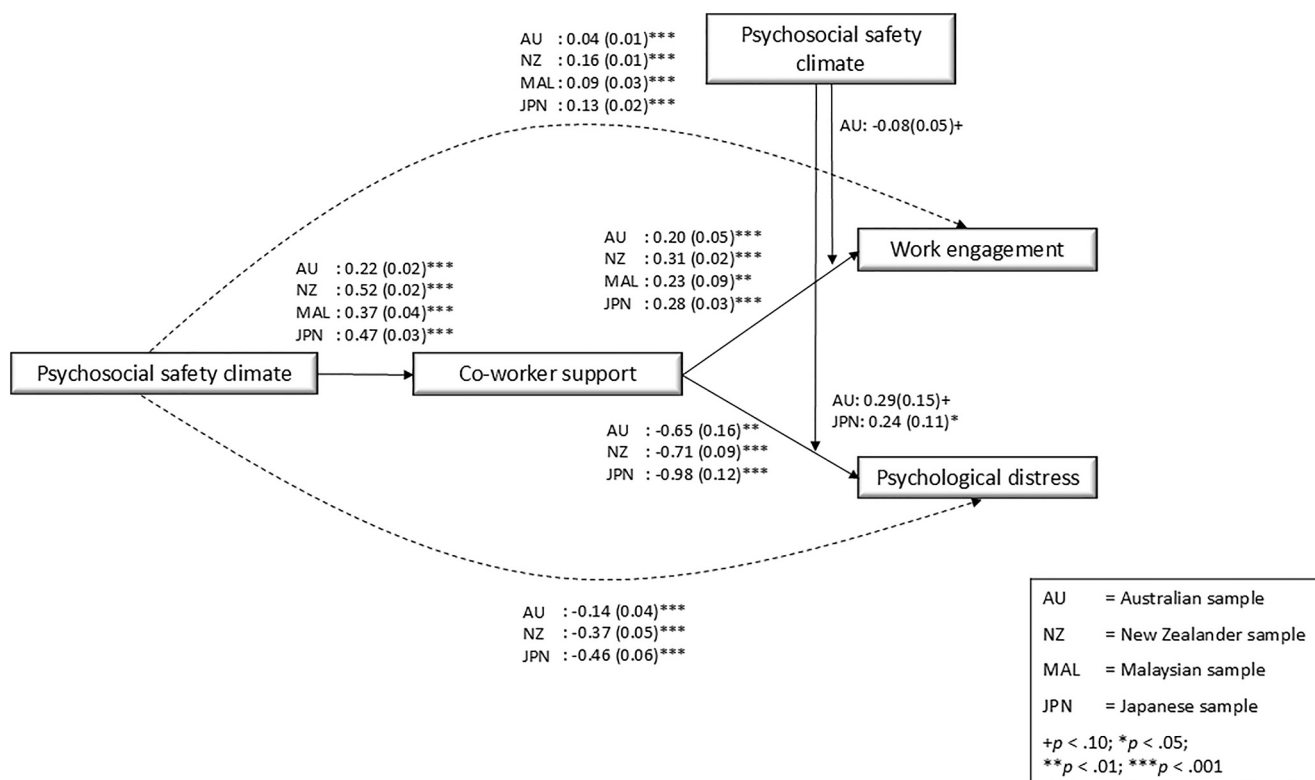 AU : 0.04 (0.01)***
NZ : 0.16 (0.01)***
MAL : 0.09 (0.03)***
JPN : 0.13 (0.02)***
Psychosocial safety
climate
AU: -0.08(0.05)+
AU : 0.20 (0.05)***
NZ : 0.31 (0.02)***
MAL : 0.23 (0.09)**
JPN : 0.28 (0.03)***
Work engagement
AU : 0.22 (0.02)***
NZ : 0.52 (0.02)***
MAL : 0.37 (0.04)***
JPN : 0.47 (0.03)***
Psychosocial safety climate
Co-worker support
AU: 0.29(0.15)+
JPN: 0.24 (0.11)*
AU : -0.65 (0.16)**
NZ : -0.71 (0.09)***
JPN : -0.98 (0.12)***
Psychological distress
AU : -0.14 (0.04)***
NZ : -0.37 (0.05)***
JPN : -0.46 (0.06)***
AU = Australian sample
NZ = New Zealander sample
MAL = Malaysian sample
JPN = Japanese sample
+p < .10; *p < .05;
**p < .01; ***p < .001